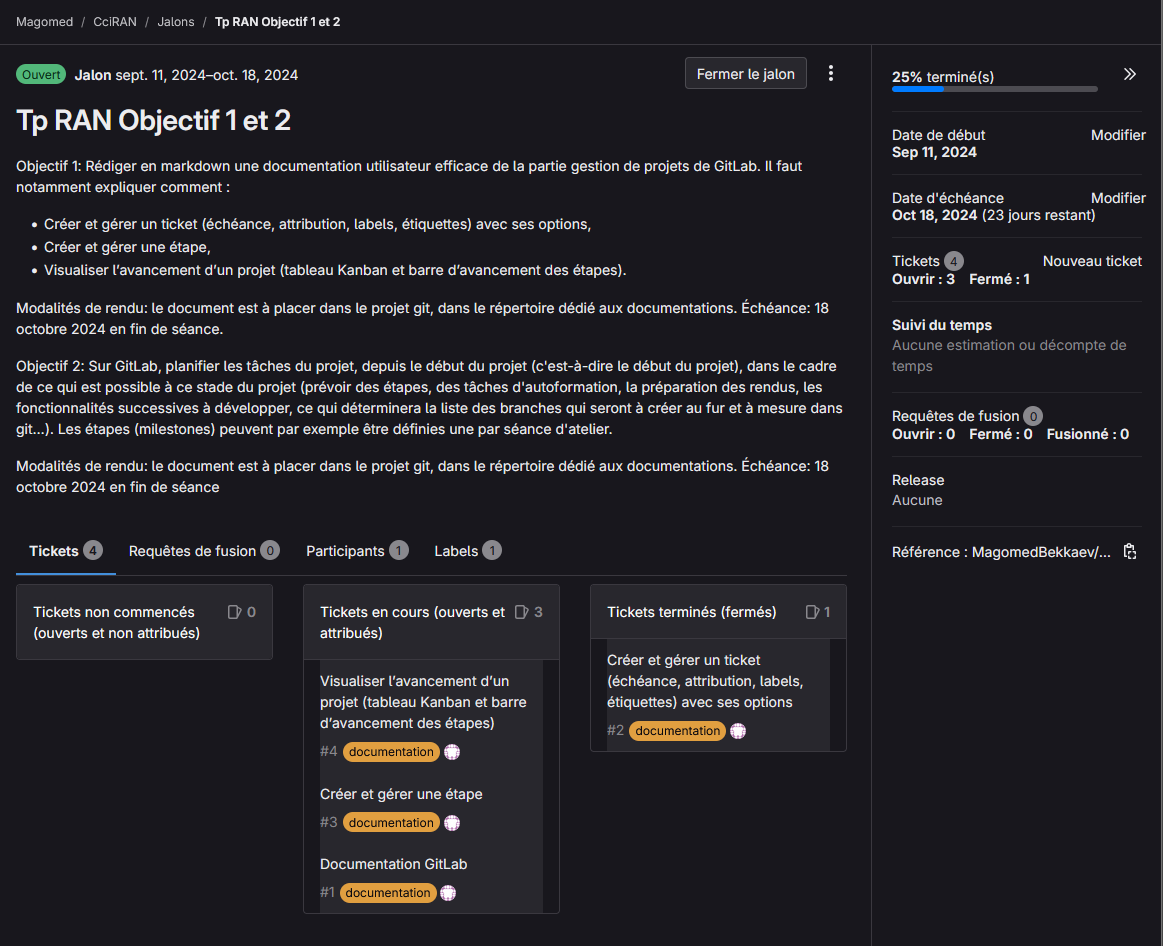 Magomed / CciRAN / Jalons / Tp RAN Objectif 1 et 2
Ouvert Jalon sept. 11, 2024–oct. 18, 2024
Fermer le jalon
Tp RAN Objectif 1 et 2
Objectif 1: Rédiger en markdown une documentation utilisateur efficace de la partie gestion de projets de GitLab. Il faut
notamment expliquer comment :
• Créer et gérer un ticket (échéance, attribution, labels, étiquettes) avec ses options,
• Créer et gérer une étape,
• Visualiser l’avancement d’un projet (tableau Kanban et barre d’avancement des étapes).
Modalités de rendu: le document est à placer dans le projet git, dans le répertoire dédié aux documentations. Échéance: 18
octobre 2024 en fin de séance.
Objectif 2: Sur GitLab, planifier les tâches du projet, depuis le début du projet (c'est-à-dire le début du projet), dans le cadre
de ce qui est possible à ce stade du projet (prévoir des étapes, des tâches d'autoformation, la préparation des rendus, les
fonctionnalités successives à développer, ce qui déterminera la liste des branches qui seront à créer au fur et à mesure dans
git...). Les étapes (milestones) peuvent par exemple être définies une par séance d'atelier.
Modalités de rendu: le document est à placer dans le projet git, dans le répertoire dédié aux documentations. Échéance: 18
octobre 2024 en fin de séance
Tickets 4 Requêtes de fusion 0 Participants 1 Labels 1
Tickets non commencés
(ouverts et non attribués)
0
Tickets en cours (ouverts et
attribués)
3
Visualiser l’avancement d’un
projet (tableau Kanban et barre
d’avancement des étapes)
#4 documentation
Créer et gérer une étape
#3 documentation
Documentation GitLab
#1 documentation
Tickets terminés (fermés)
1
Créer et gérer un ticket
(échéance, attribution, labels,
étiquettes) avec ses options
#2 documentation
25% terminé(s)
Date de début Modifier
Sep 11, 2024
Date d'échéance Modifier
Oct 18, 2024 (23 jours restant)
Tickets 4 Nouveau ticket
Ouvrir : 3 Fermé : 1
Suivi du temps
Aucune estimation ou décompte de
temps
Requêtes de fusion 0
Ouvrir : 0 Fermé : 0 Fusionné : 0
Release
Aucune
Référence : MagomedBekkaev/...